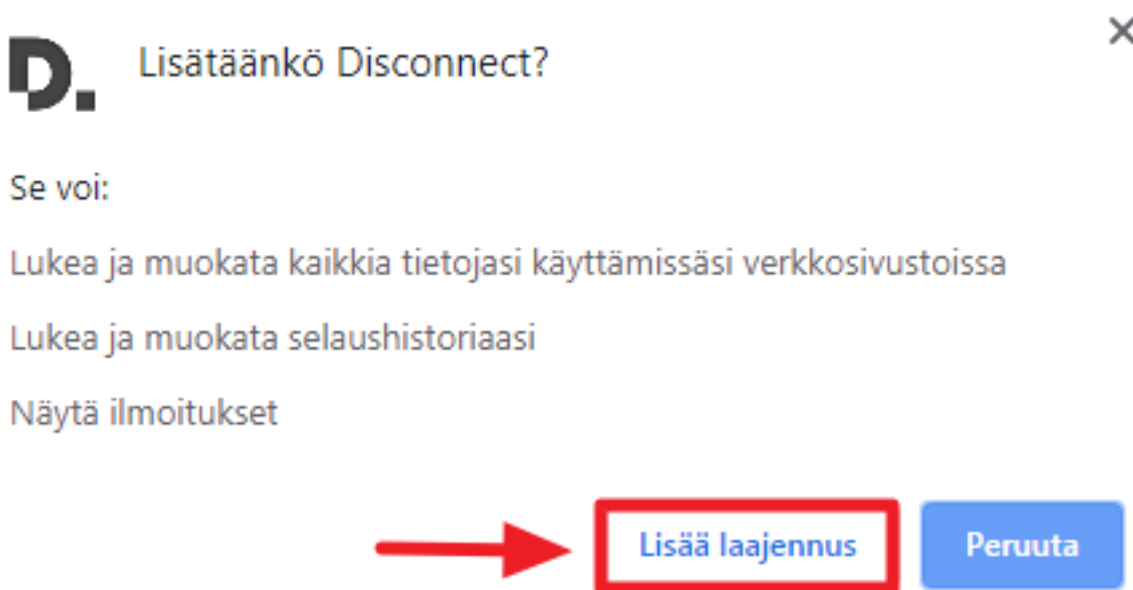 D.
Lisätäänkö Disconnect?
Se voi:
Lukea ja muokata kaikkia tietojasi käyttämissäsi verkkosivustoissa
Lukea ja muokata selaushistoriaasi
Näytä ilmoitukset
Lisää laajennus
Peruuta